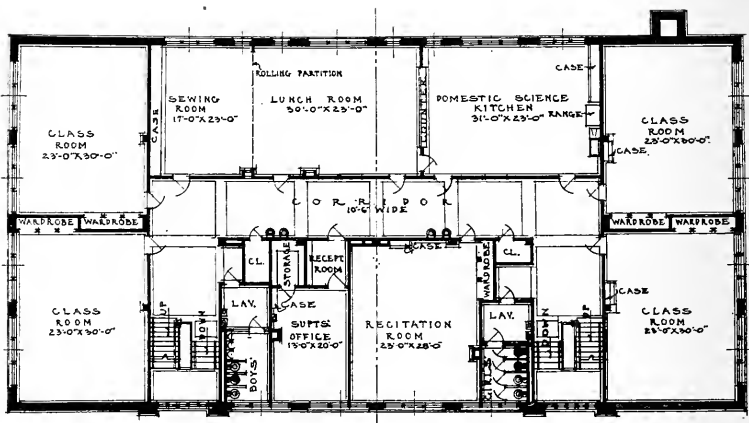 ROLLING PARTITION
CASE
SEWING
ROOM
17'-0"X23'-0"
LUNCH ROOM
30'-0"X23'-0"
COUNTER
DOMESTIC SCIENCE
KITCHEN
31'-0"X23'-0"
RANGE
CASE
CLASS
ROOM
23'-0"X30'-0"
CASE
CLASS
ROOM
23'-0"X30'-0"
CASE
CORRIDOR
10'-6" WIDE
WARDROBE
WARDROBE
WARDROBE
WARDROBE
CL.
STORAGE
RECEPT
ROOM
CASE
WARDROBE
CL.
CLASS
ROOM
23'-0"X30'-0"
UP
DOWN
LAV.
BOYS'
CASE
SUPTS'
OFFICE
13'-0"X20'-0"
RECITATION
ROOM
23'-0"X28'-0"
LAV.
GIRLS'
DOWN
UP
CASE
CLASS
ROOM
23'-0"X30'-0"